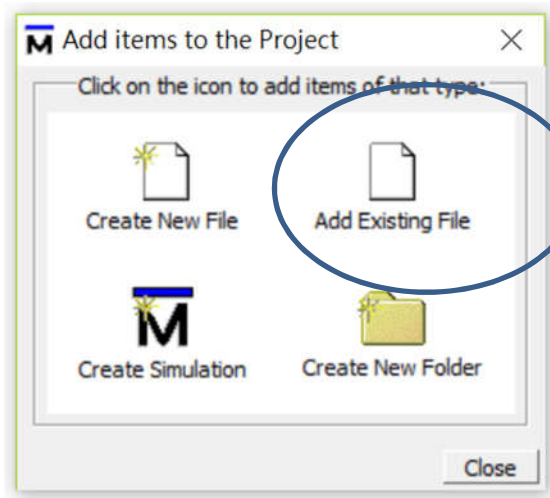 M Add items to the Project
Click on the icon to add items of that type:
Create New File
Add Existing File
M
Create Simulation
Create New Folder
Close